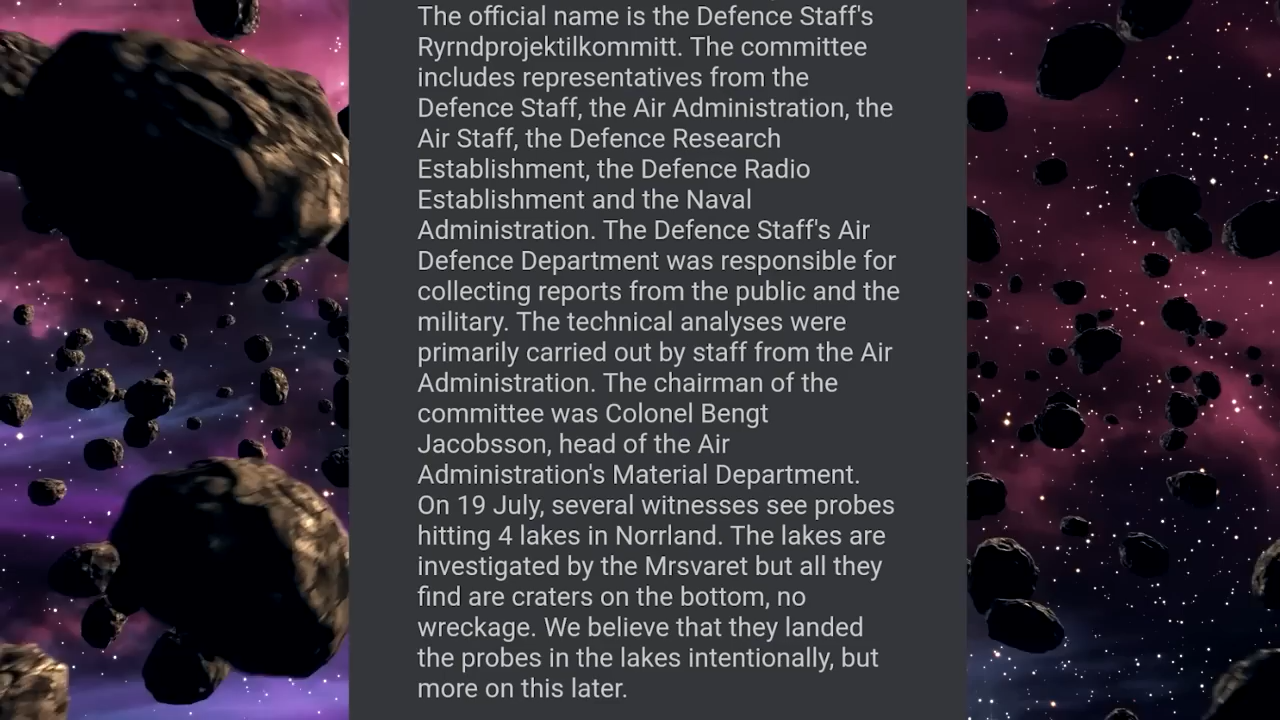 The official name is the Defence Staff's
Ryrndprojektilkommitt. The committee
includes representatives from the
Defence Staff, the Air Administration, the
Air Staff, the Defence Research
Establishment, the Defence Radio
Establishment and the Naval
Administration. The Defence Staff's Air
Defence Department was responsible for
collecting reports from the public and the
military. The technical analyses were
primarily carried out by staff from the Air
Administration. The chairman of the
committee was Colonel Bengt
Jacobsson, head of the Air
Administration's Material Department.
On 19 July, several witnesses see probes
hitting 4 lakes in Norrland. The lakes are
investigated by the Mrsvaret but all they
find are craters on the bottom, no
wreckage. We believe that they landed
the probes in the lakes intentionally, but
more on this later.